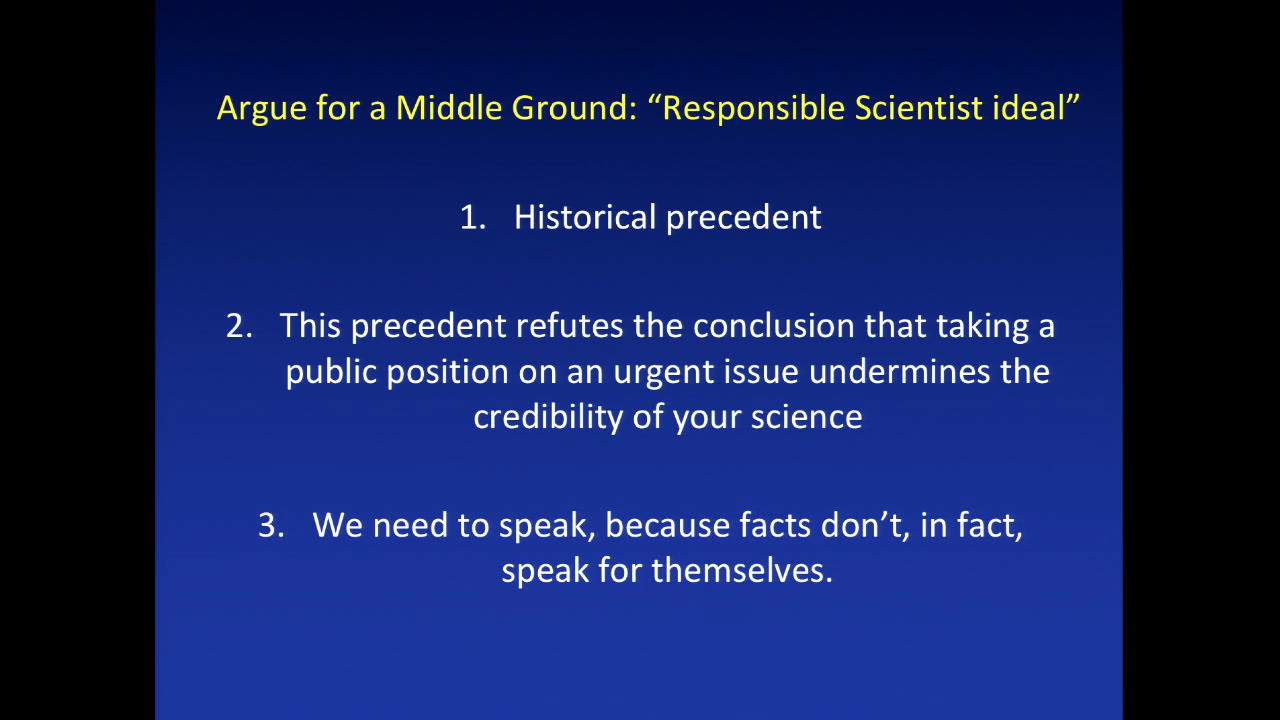 Argue for a Middle Ground: “Responsible Scientist ideal”
1. Historical precedent
2. This precedent refutes the conclusion that taking a
public position on an urgent issue undermines the
credibility of your science
3. We need to speak, because facts don’t, in fact,
speak for themselves.